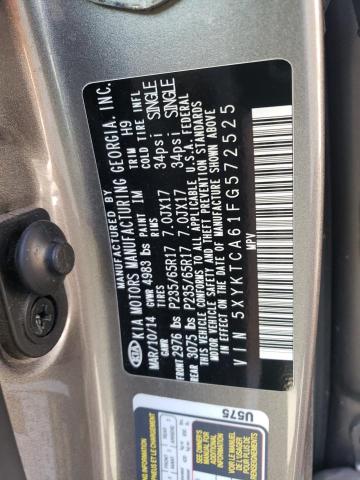 MANUFACTURED BY
KIA MOTORS MANUFACTURING GEORGIA, INC.
MAR/10/14 PAINT IM TRIM H9
GVWR 4983 lbs
GAWR TIRES RIMS COLD TIRE INFL
FRONT 2976 lbs P235/65R17 7.0JX17 34psi SINGLE
REAR 3075 lbs P235/65R17 7.0JX17 34psi SINGLE
THIS VEHICLE CONFORMS TO ALL APPLICABLE U.S.A. FEDERAL
MOTOR VEHICLE SAFETY AND THEFT PREVENTION STANDARDS
IN EFFECT ON THE DATE OF MANUFACTURE SHOWN ABOVE.
MPV
VIN 5XYKTCA61FG572525
U575